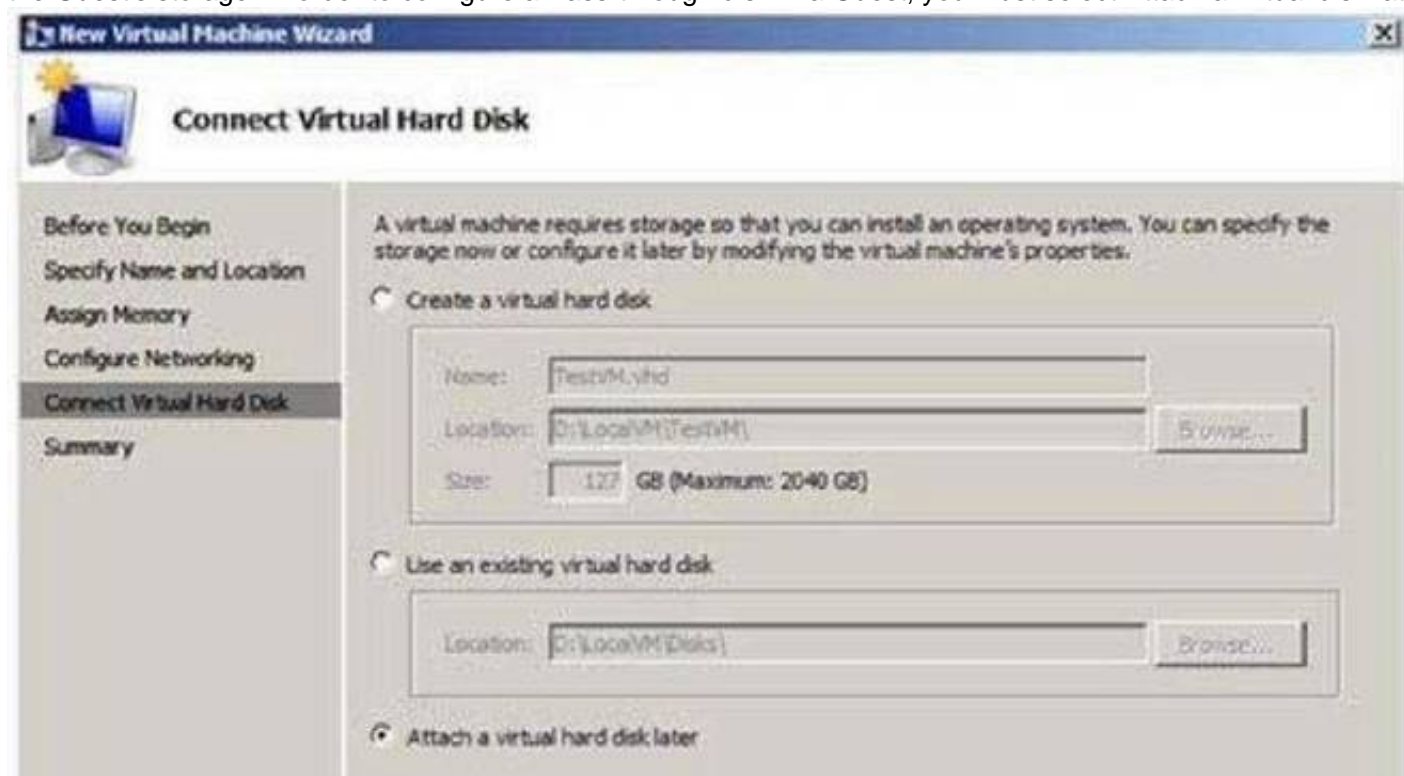 New Virtual Machine Wizard
Connect Virtual Hard Disk
Before You Begin
Specify Name and Location
Assign Memory
Configure Networking
Connect Virtual Hard Disk
Summary
A virtual machine requires storage so that you can install an operating system. You can specify the
storage now or configure it later by modifying the virtual machine's properties.
Create a virtual hard disk
Name: TestVM.vhd
Location: D:\LocalVM\TestVM\ Browse...
Size: 127 GB (Maximum: 2040 GB)
Use an existing virtual hard disk
Location: D:\LocalVM\Disks\ Browse...
Attach a virtual hard disk later